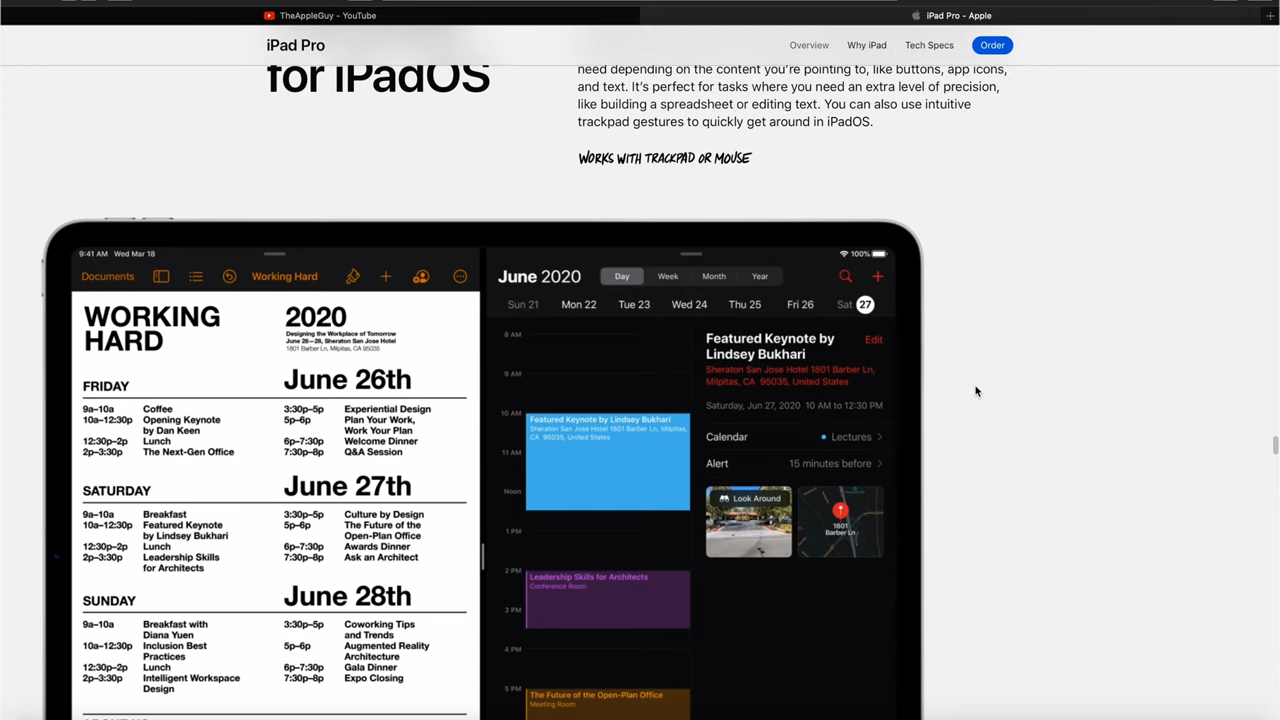 TheAppleGuy - YouTube
iPad Pro - Apple
iPad Pro
Overview
Why iPad
Tech Specs
Order
for iPadOS
need depending on the content you’re pointing to, like buttons, app icons,
and text. It’s perfect for tasks where you need an extra level of precision,
like building a spreadsheet or editing text. You can also use intuitive
trackpad gestures to quickly get around in iPadOS.
WORKS WITH TRACKPAD OR MOUSE
9:41 AM Wed Mar 18
100%
Documents
Working Hard
WORKING
HARD
2020
Designing the Workplace of Tomorrow
June 26–28, Sheraton San Jose Hotel
1801 Barber Ln, Milpitas, CA 95035
FRIDAY
June 26th
9a–10a Coffee
10a–12:30p Opening Keynote
by Dan Keen
12:30p–2p Lunch
2p–3:30p The Next-Gen Office
3:30p–5p Experiential Design
5p–6p Plan Your Work,
Work Your Plan
6p–7:30p Welcome Dinner
7:30p–8p Q&A Session
SATURDAY
June 27th
9a–10a Breakfast
10a–12:30p Featured Keynote
by Lindsey Bukhari
12:30p–2p Lunch
2p–3:30p Leadership Skills
for Architects
3:30p–5p Culture by Design
5p–6p The Future of the
Open-Plan Office
6p–7:30p Awards Dinner
7:30p–8p Ask an Architect
SUNDAY
June 28th
9a–10a Breakfast with
Diana Yuen
10a–12:30p Inclusion Best
Practices
12:30p–2p Lunch
2p–3:30p Intelligent Workspace
Design
3:30p–5p Coworking Tips
and Trends
5p–6p Augmented Reality
Architecture
6p–7:30p Gala Dinner
7:30p–8p Expo Closing
June 2020
Day
Week
Month
Year
Sun 21
Mon 22
Tue 23
Wed 24
Thu 25
Fri 26
Sat 27
8 AM
9 AM
10 AM
11 AM
Noon
1 PM
2 PM
3 PM
4 PM
5 PM
Featured Keynote by Lindsey Bukhari
Sheraton San Jose Hotel 1801 Barber Ln, Milpitas,
CA 95035, United States
Leadership Skills for Architects
Conference Room
The Future of the Open-Plan Office
Meeting Room
Featured Keynote by
Lindsey Bukhari
Edit
Sheraton San Jose Hotel 1801 Barber Ln,
Milpitas, CA 95035, United States
Saturday, Jun 27, 2020 10 AM to 12:30 PM
Calendar
Lectures
Alert
15 minutes before
Look Around
1801
Barber Ln